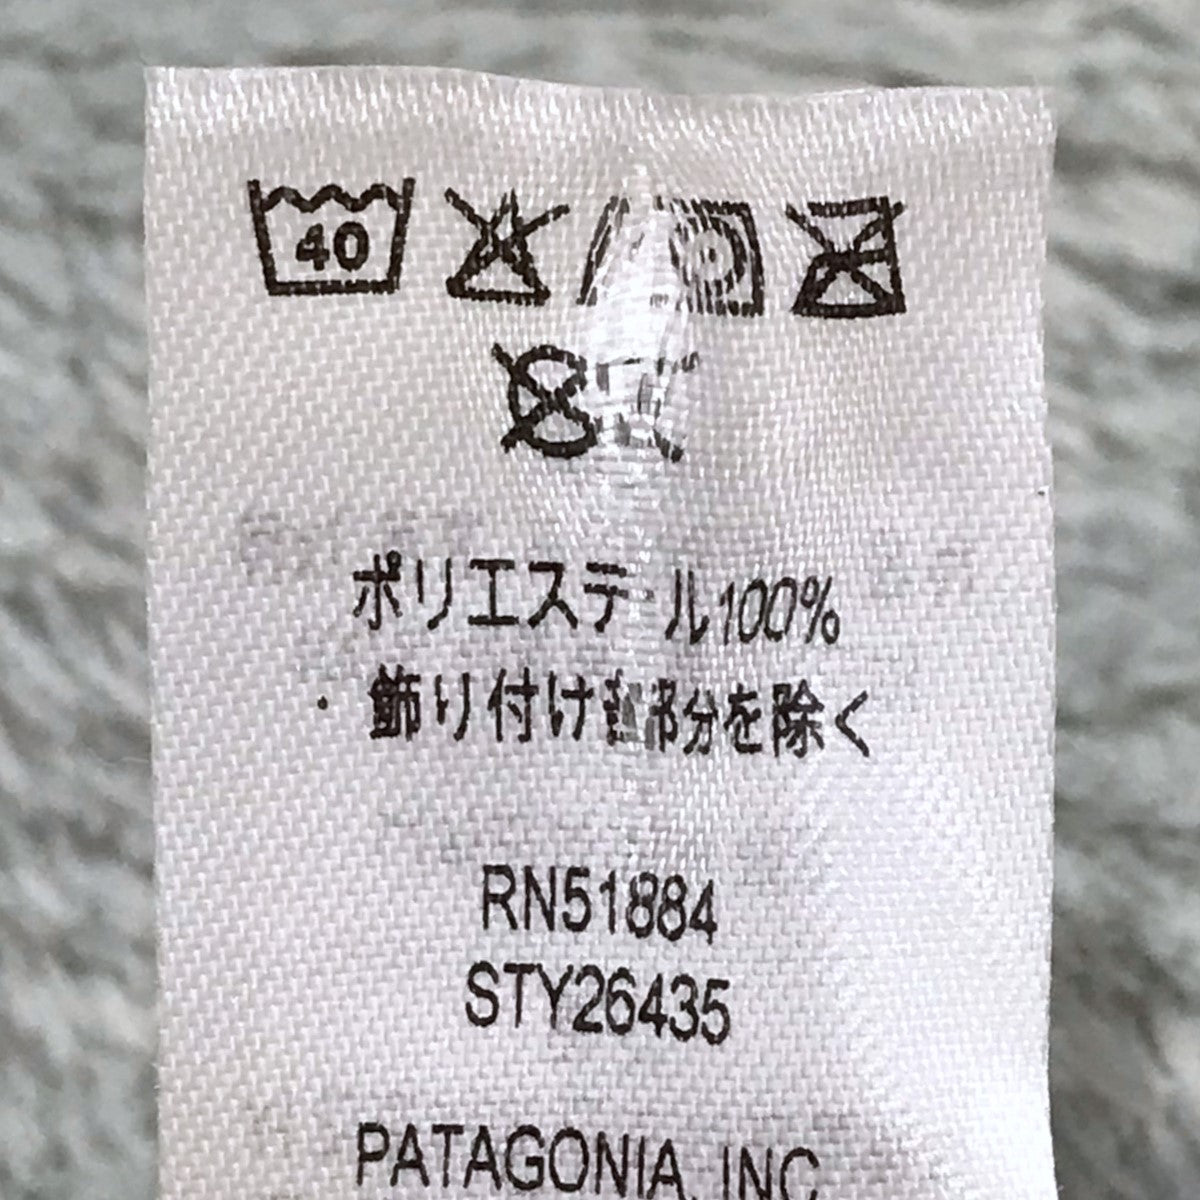 40
ポリエステル100%
・飾り付け部分を除く
RN51884
STY26435
PATAGONIA, INC